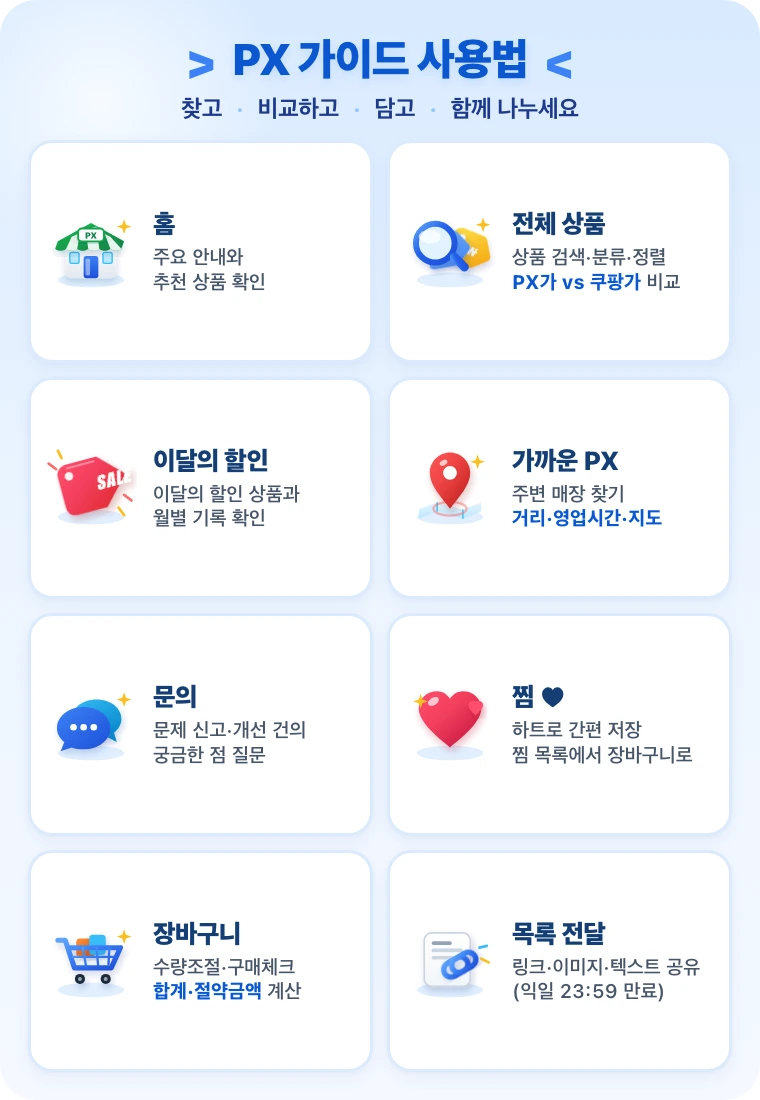 > PX 가이드 사용법 <
찾고 · 비교하고 · 담고 · 함께 나누세요
PX
홈
주요 안내와
추천 상품 확인
전체 상품
상품 검색·분류·정렬
PX가 vs 쿠팡가 비교
SALE
이달의 할인
이달의 할인 상품과
월별 기록 확인
가까운 PX
주변 매장 찾기
거리·영업시간·지도
문의
문제 신고·개선 건의
궁금한 점 질문
찜 ♥
하트로 간편 저장
찜 목록에서 장바구니로
장바구니
수량조절·구매체크
합계·절약금액 계산
목록 전달
링크·이미지·텍스트 공유
(익일 23:59 만료)